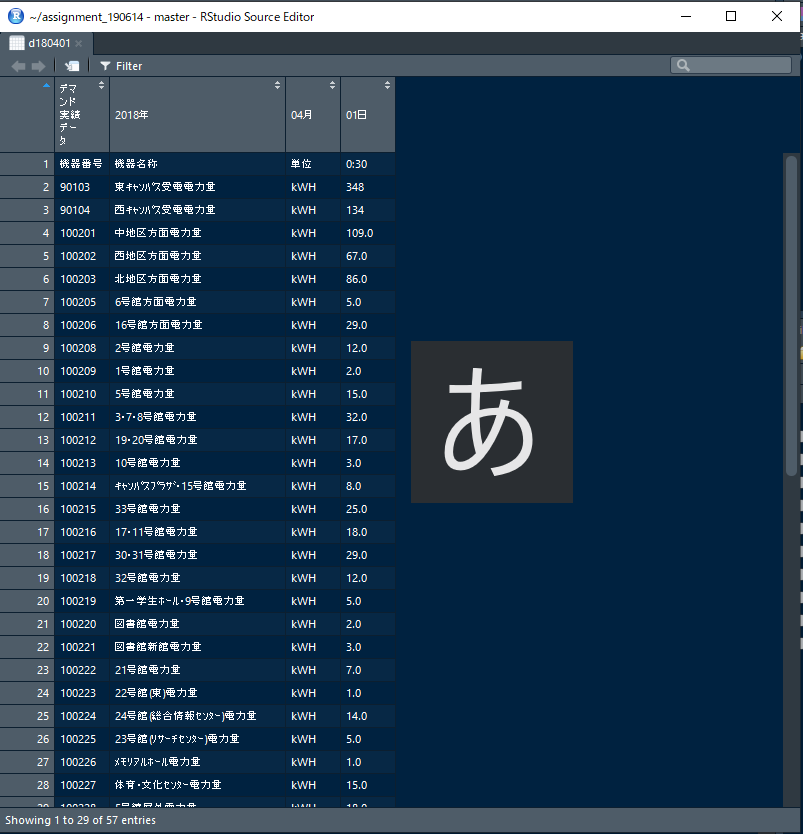 ~/assignment_190614 - master - RStudio Source Editor
d180401
Filter
デマンド実績データ 2018年 04月 01日
1 機器番号 機器名称 単位 0:30
2 90103 東ｷｬﾝﾊﾟｽ受電電力量 kWH 348
3 90104 西ｷｬﾝﾊﾟｽ受電電力量 kWH 134
4 100201 中地区方面電力量 kWH 109.0
5 100202 西地区方面電力量 kWH 67.0
6 100203 北地区方面電力量 kWH 86.0
7 100205 6号館方面電力量 kWH 5.0
8 100206 16号館方面電力量 kWH 29.0
9 100208 2号館電力量 kWH 12.0
10 100209 1号館電力量 kWH 2.0
11 100210 5号館電力量 kWH 15.0
12 100211 3･7･8号館電力量 kWH 32.0
13 100212 19･20号館電力量 kWH 17.0
14 100213 10号館電力量 kWH 3.0
15 100214 ｷｬﾝﾊﾟｽﾌﾟﾗｻﾞ･15号館電力量 kWH 8.0
16 100215 33号館電力量 kWH 25.0
17 100216 17･11号館電力量 kWH 18.0
18 100217 30･31号館電力量 kWH 29.0
19 100218 32号館電力量 kWH 12.0
20 100219 第一学生ﾎｰﾙ･9号館電力量 kWH 5.0
21 100220 図書館電力量 kWH 2.0
22 100221 図書館新館電力量 kWH 3.0
23 100222 21号館電力量 kWH 7.0
24 100223 22号館(東)電力量 kWH 1.0
25 100224 24号館(総合情報ｾﾝﾀｰ)電力量 kWH 14.0
26 100225 23号館(ﾘｻｰﾁｾﾝﾀｰ)電力量 kWH 5.0
27 100226 ﾒﾓﾘｱﾙﾎｰﾙ電力量 kWH 1.0
28 100227 体育･文化ｾﾝﾀｰ電力量 kWH 15.0
あ
Showing 1 to 29 of 57 entries